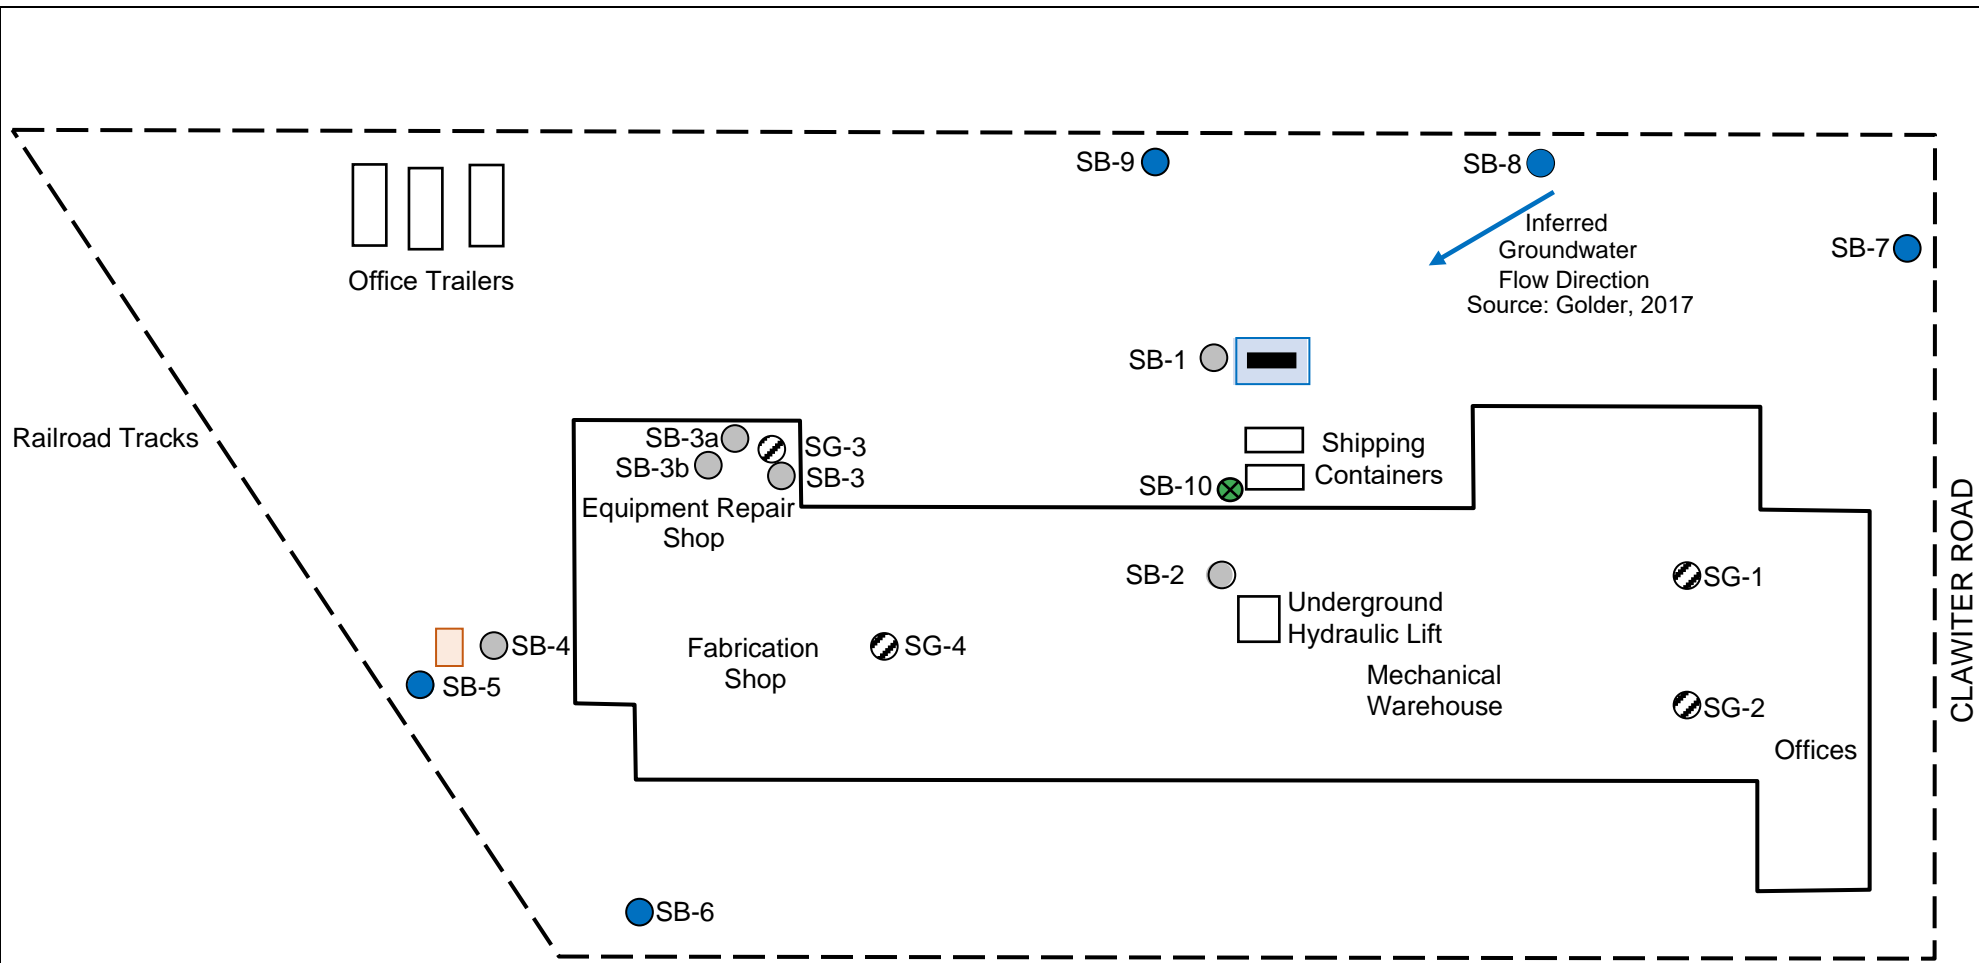 SB-9
SB-8
Inferred
Groundwater
Flow Direction
Source: Golder, 2017
SB-7
Office Trailers
SB-1
Railroad Tracks
SB-3a
SG-3
SB-3b
SB-3
Equipment Repair
Shop
Shipping
Containers
SB-10
CLAWITER ROAD
SB-2
Underground
Hydraulic Lift
SG-1
SB-4
Fabrication
Shop
SG-4
Mechanical
Warehouse
SB-5
SG-2
Offices
SB-6